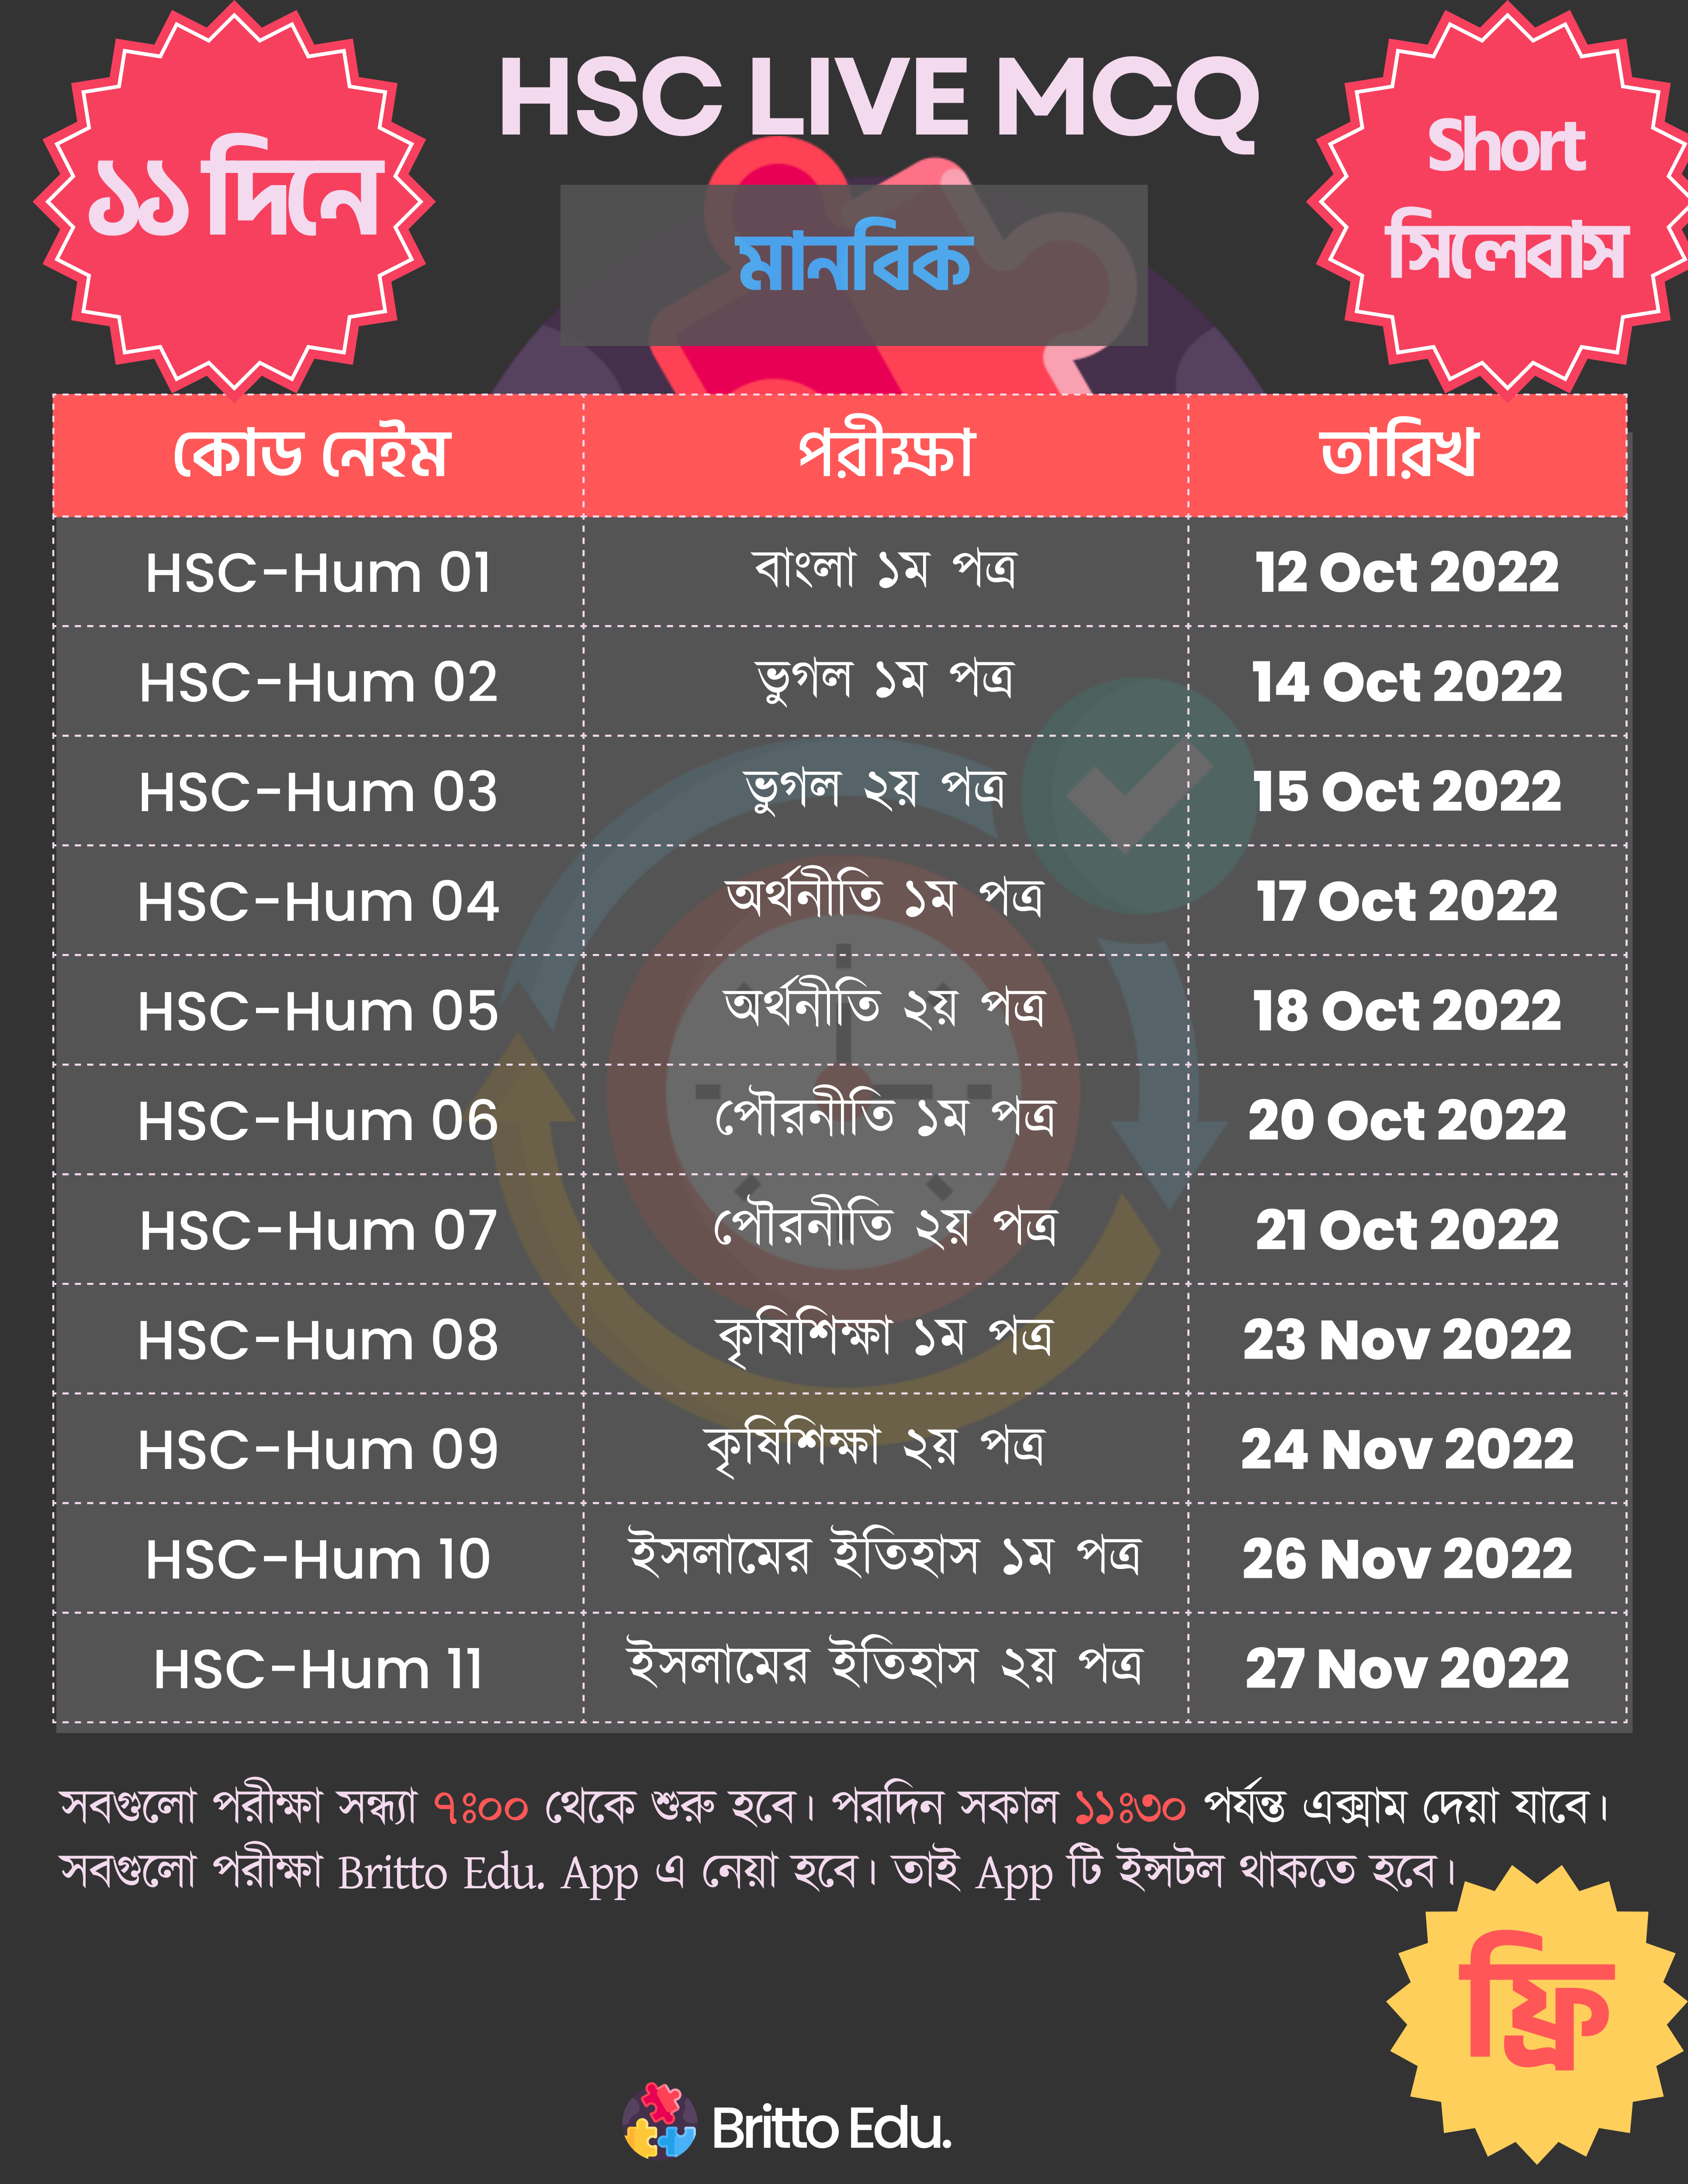 ১১ দিনে
HSC LIVE MCQ
Short
সিলেবাস
মানবিক
কোড নেইম পরীক্ষা তারিখ
HSC-Hum 01 বাংলা ১ম পত্র 12 Oct 2022
HSC-Hum 02 ভুগল ১ম পত্র 14 Oct 2022
HSC-Hum 03 ভুগল ২য় পত্র 15 Oct 2022
HSC-Hum 04 অর্থনীতি ১ম পত্র 17 Oct 2022
HSC-Hum 05 অর্থনীতি ২য় পত্র 18 Oct 2022
HSC-Hum 06 পৌরনীতি ১ম পত্র 20 Oct 2022
HSC-Hum 07 পৌরনীতি ২য় পত্র 21 Oct 2022
HSC-Hum 08 কৃষিশিক্ষা ১ম পত্র 23 Nov 2022
HSC-Hum 09 কৃষিশিক্ষা ২য় পত্র 24 Nov 2022
HSC-Hum 10 ইসলামের ইতিহাস ১ম পত্র 26 Nov 2022
HSC-Hum 11 ইসলামের ইতিহাস ২য় পত্র 27 Nov 2022
সবগুলো পরীক্ষা সন্ধ্যা ৭ঃ০০ থেকে শুরু হবে। পরদিন সকাল ১১ঃ৩০ পর্যন্ত এক্সাম দেয়া যাবে।
সবগুলো পরীক্ষা Britto Edu. App এ নেয়া হবে। তাই App টি ইন্সটল থাকতে হবে।
ফ্রি
Britto Edu.